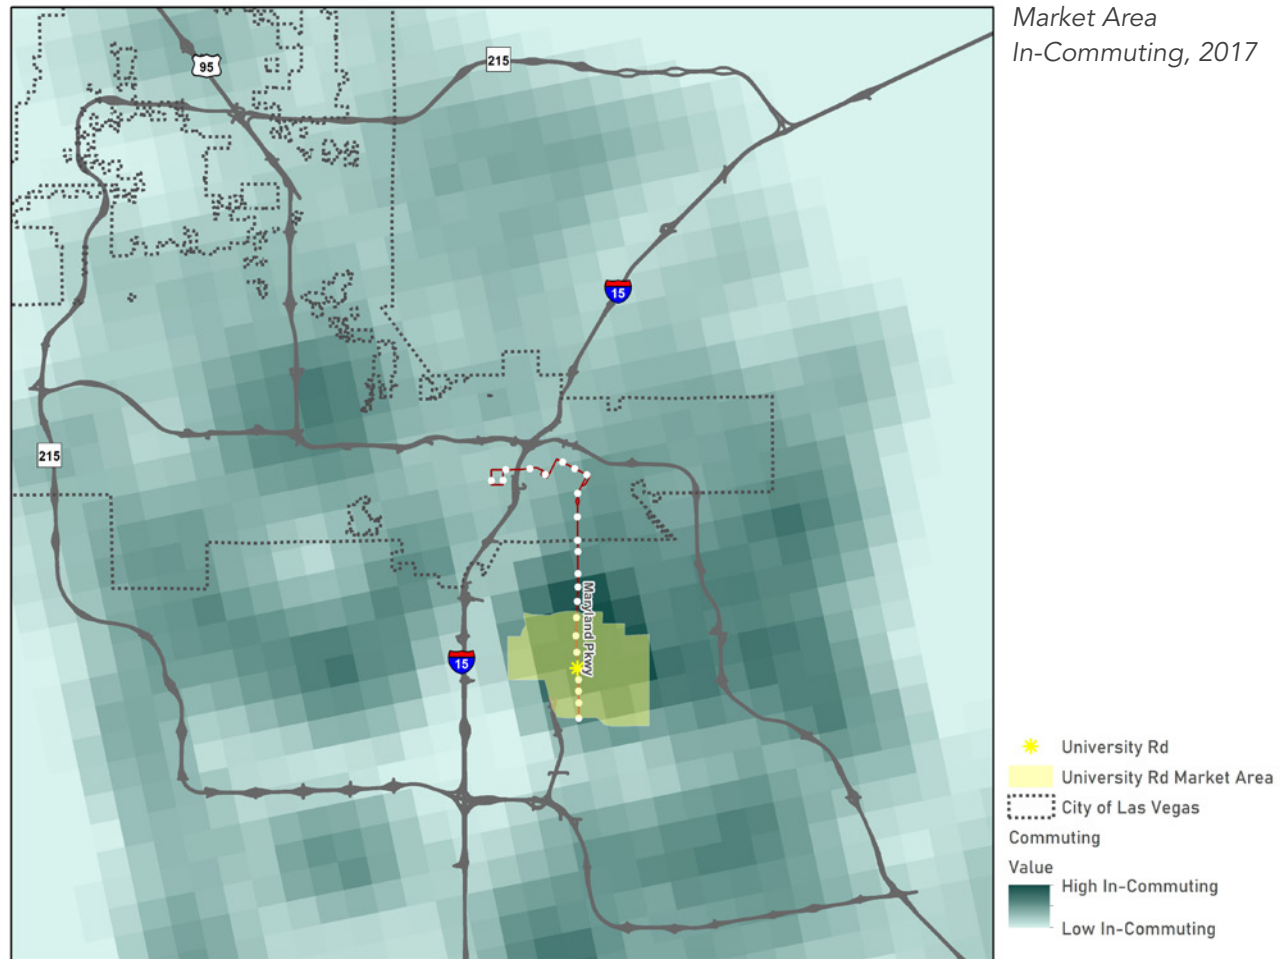 Market Area
In-Commuting, 2017
95
215
15
215
Maryland Pkwy
15
University Rd
University Rd Market Area
City of Las Vegas
Commuting
Value
High In-Commuting
Low In-Commuting